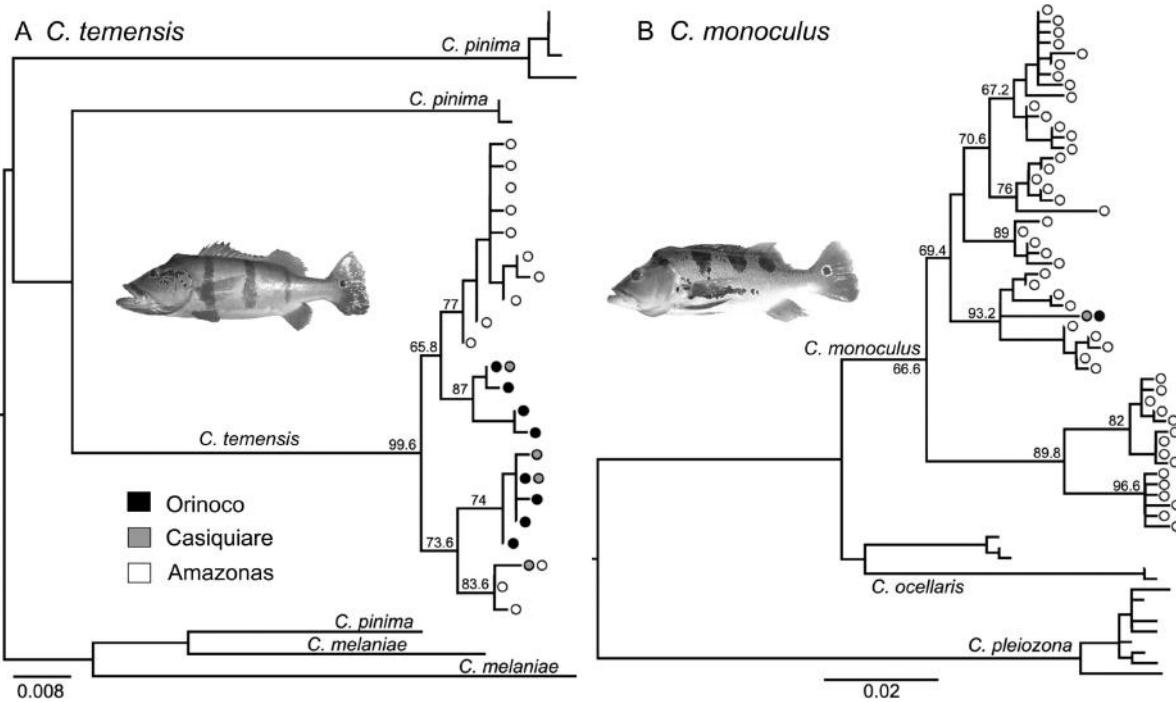 A C. temensis
C. pinima
C. pinima
77
65.8
87
C. temensis
99.6
74
73.6
83.6
Orinoco
Casiquiare
Amazonas
C. pinima
C. melaniae
C. melaniae
0.008
B C. monoculus
67.2
70.6
76
89
69.4
93.2
C. monoculus
66.6
82
89.8
96.6
C. ocellaris
C. pleiozona
0.02